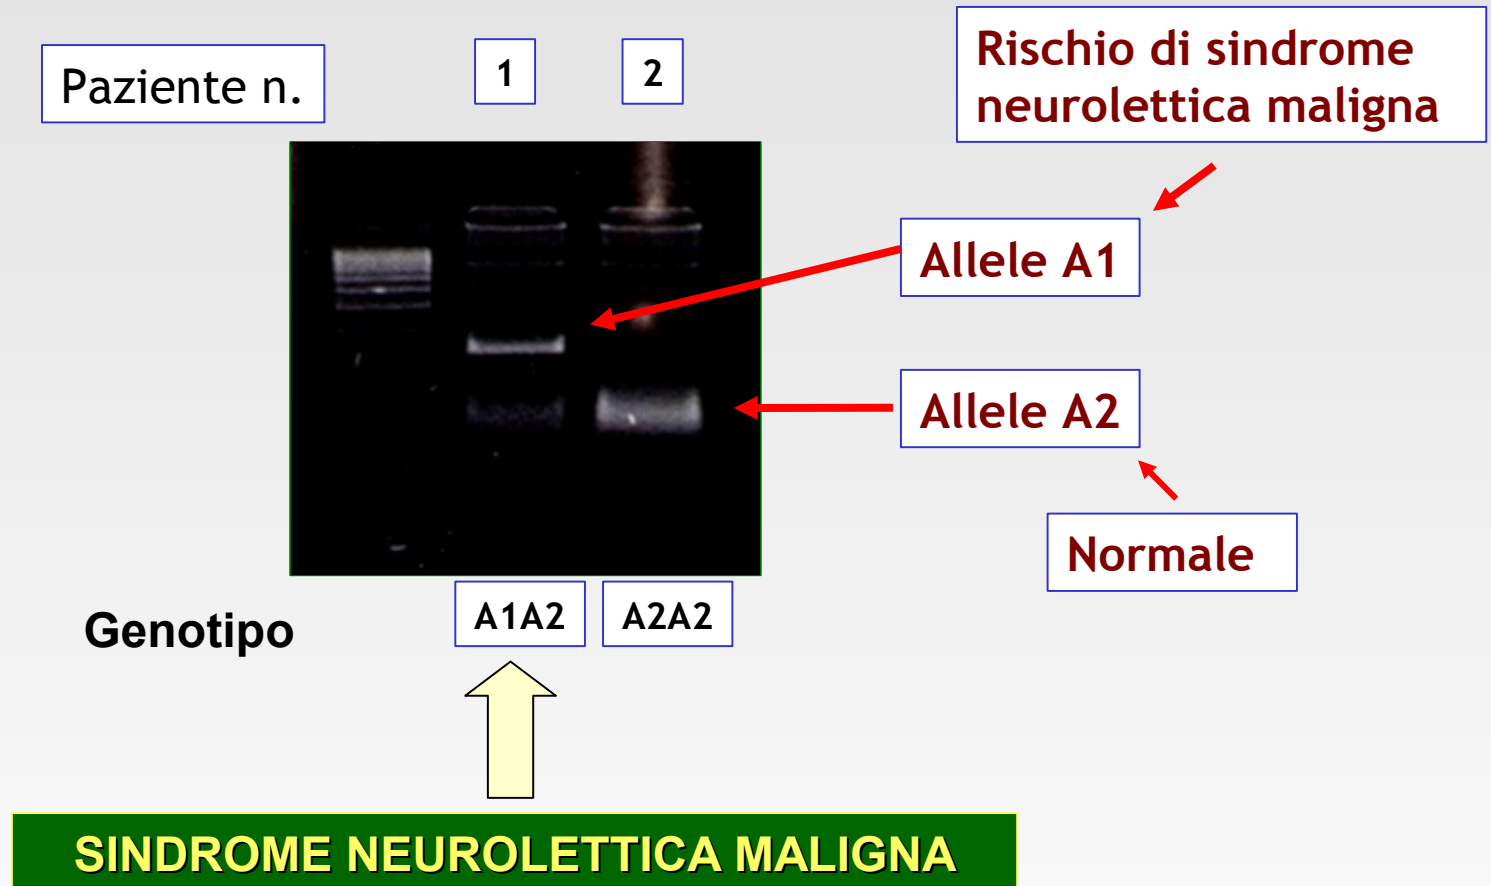 Paziente n.
1
2
Rischio di sindrome
neurolettica maligna
Allele A1
Allele A2
Normale
Genotipo
A1A2
A2A2
SINDROME NEUROLETTICA MALIGNA